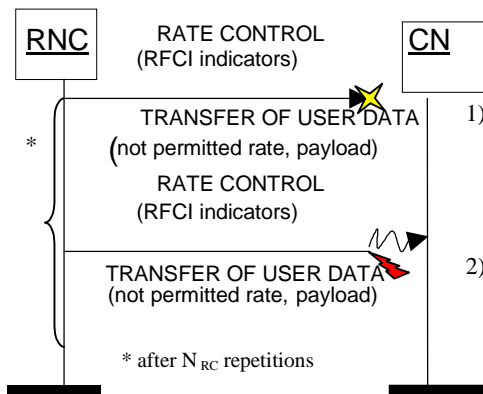 RNC
RATE CONTROL
CN
(RFCI indicators)
TRANSFER OF USER DATA
1)
*
(not permitted rate, payload)
RATE CONTROL
(RFCI indicators)
TRANSFER OF USER DATA
2)
(not permitted rate, payload)
* after N RC repetitions